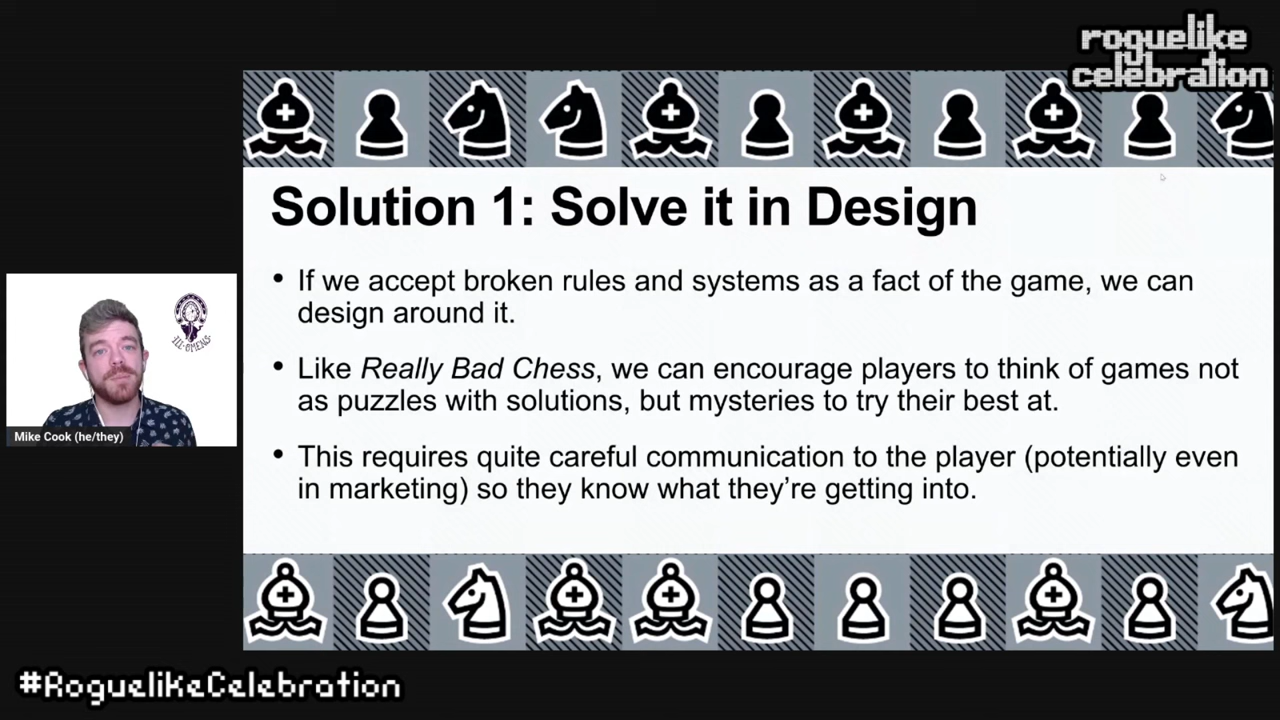 roguelike
celebration
Solution 1: Solve it in Design
• If we accept broken rules and systems as a fact of the game, we can
design around it.
• Like Really Bad Chess, we can encourage players to think of games not
as puzzles with solutions, but mysteries to try their best at.
• This requires quite careful communication to the player (potentially even
in marketing) so they know what they're getting into.
ILL-OMENS
Mike Cook (he/they)
#RoguelikeCelebration